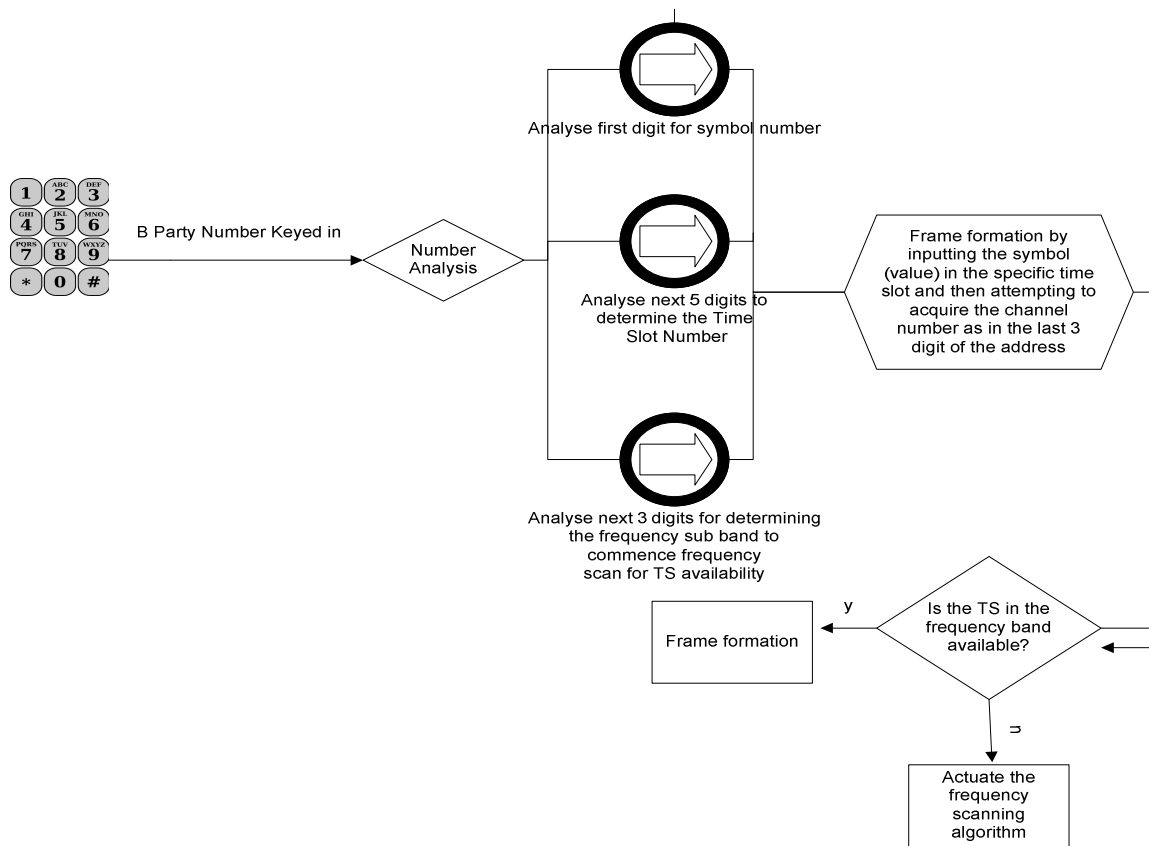 Analyse first digit for symbol number
1 ABC 2 DEF 3
GHI 4 JKL 5 MNO 6
PQRS 7 TUV 8 WXYZ 9
* 0 #
B Party Number Keyed in
Number
Analysis
Analyse next 5 digits to
determine the Time
Slot Number
Frame formation by
inputting the symbol
(value) in the specific time
slot and then attempting to
acquire the channel
number as in the last 3
digit of the address
Analyse next 3 digits for determining
the frequency sub band to
commence frequency
scan for TS availability
y
Frame formation
Is the TS in the
frequency band
available?
n
Actuate the
frequency
scanning
algorithm